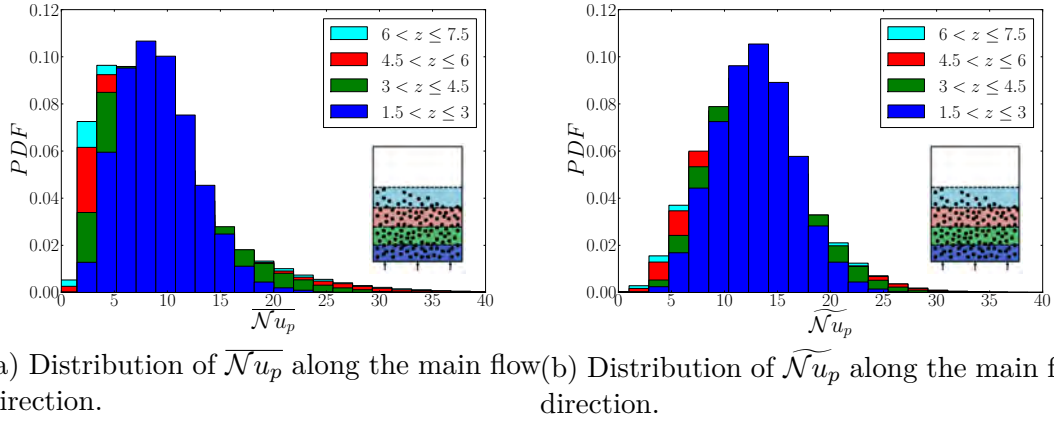 0.12
0.10
0.08
0.06
0.04
0.02
0.00
PDF
0 5 10 15 20 25 30 35 40
$\overline{\mathcal{N}u_p}$
6 < z ≤ 7.5
4.5 < z ≤ 6
3 < z ≤ 4.5
1.5 < z ≤ 3
0.12
0.10
0.08
0.06
0.04
0.02
0.00
PDF
0 5 10 15 20 25 30 35 40
$\widetilde{\mathcal{N}u_p}$
6 < z ≤ 7.5
4.5 < z ≤ 6
3 < z ≤ 4.5
1.5 < z ≤ 3
) Distribution of $\overline{\mathcal{N}u_p}$ along the main flow
irection.
(b) Distribution of $\widetilde{\mathcal{N}u_p}$ along the main f
direction.